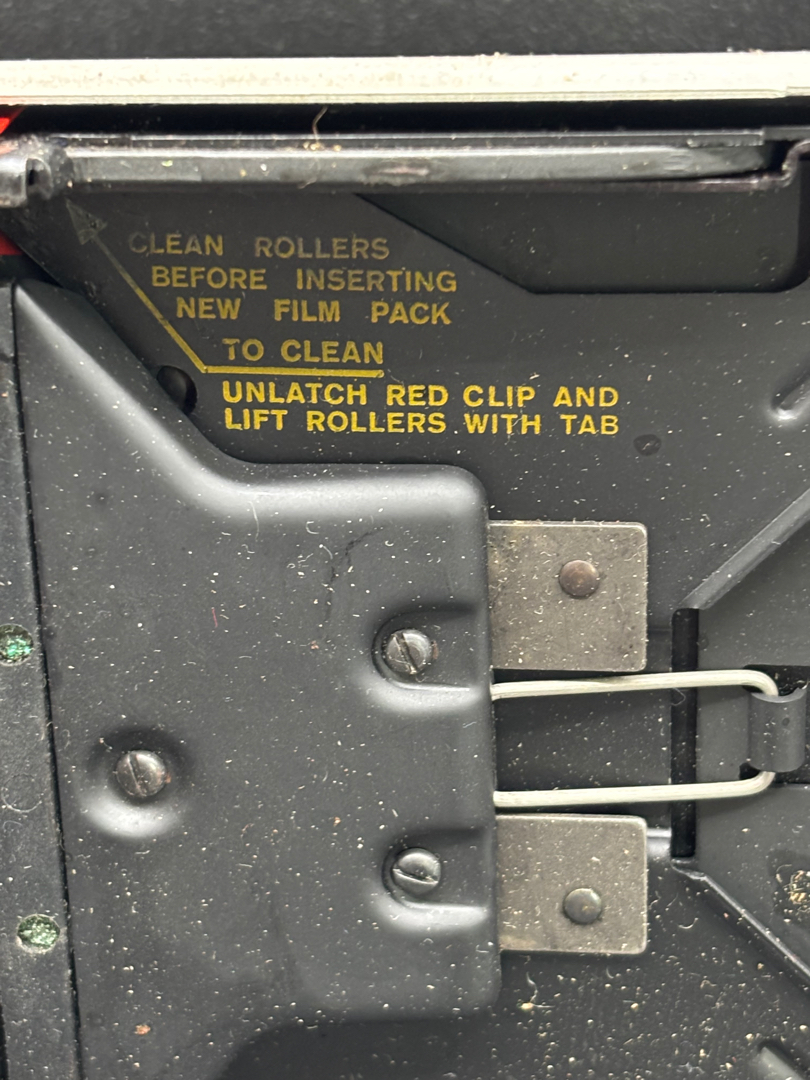 CLEAN ROLLERS
BEFORE INSERTING
NEW FILM PACK
TO CLEAN
UNLATCH RED CLIP AND
LIFT ROLLERS WITH TAB